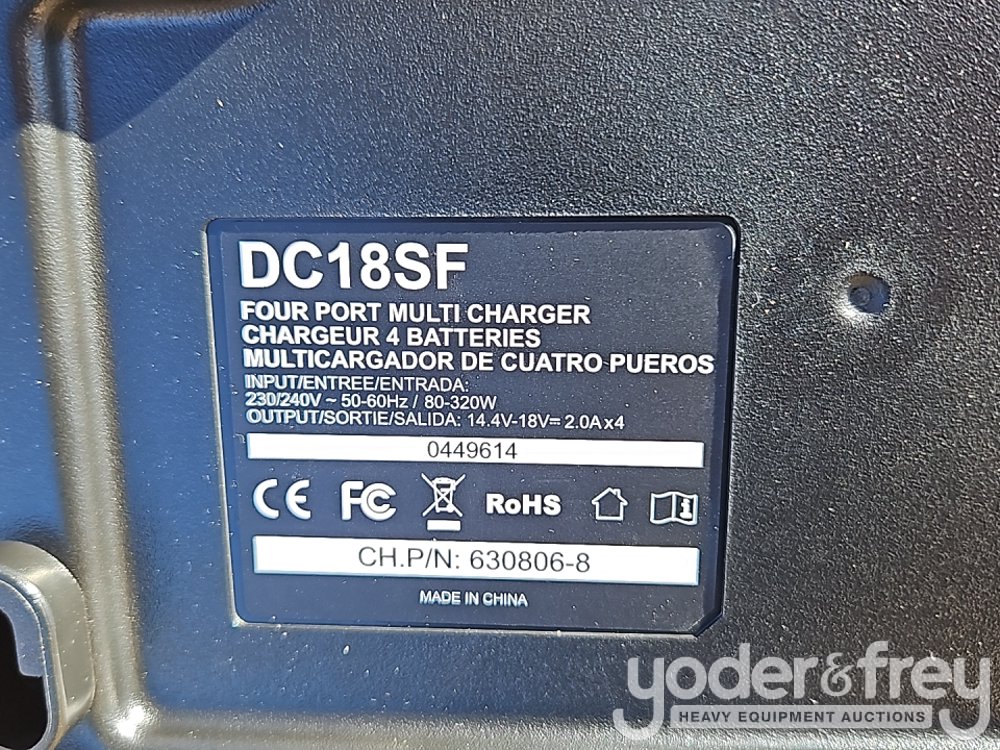 DC18SF
FOUR PORT MULTI CHARGER
CHARGEUR 4 BATTERIES
MULTICARGADOR DE CUATRO PUEROS
INPUT/ENTREE/ENTRADA:
230/240V ~ 50-60Hz / 80-320W
OUTPUT/SORTIE/SALIDA: 14.4V-18V= 2.0Ax4
0449614
CE FC RoHS i
CH.P/N: 630806-8
MADE IN CHINA
yoder&frey
HEAVY EQUIPMENT AUCTIONS